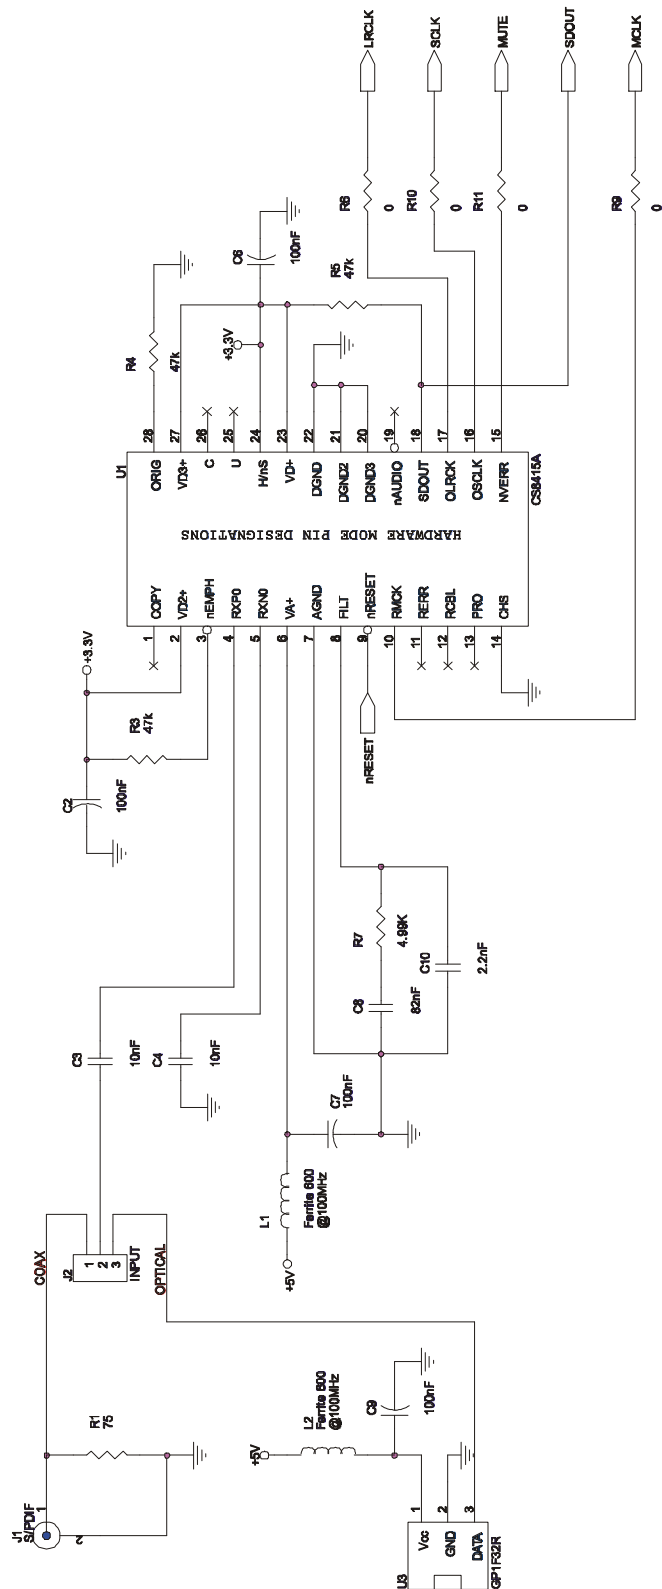 J1
S/PDIF
1
2
R1
75
COAX
OPTICAL
J2
1
2
3
INPUT
C3
10nF
C4
10nF
+5V
L1
Ferrite 600
@100MHz
C7
100nF
C8
82nF
R7
4.99K
C10
2.2nF
+5V
L2
Ferrite 600
@100MHz
C9
100nF
U3
Vcc
GND
DATA
1
2
3
GP1F32R
C2
100nF
R3
47k
+3.3V
nRESET
U1
1
COPY
2
VD2+
3
nEMPH
4
RXP0
5
RXN0
6
VA+
7
AGND
8
FILT
9
nRESET
10
RMCK
11
RERR
12
RCBL
13
PRO
14
CHS
HARDWARE MODE PIN DESIGNATIONS
ORIG
28
VD3+
27
C
26
U
25
H/nS
24
VD+
23
DGND
22
DGND2
21
DGND3
20
nAUDIO
19
SDOUT
18
OLRCK
17
OSCLK
16
NVERR
15
CS8415A
R4
47k
+3.3V
C6
100nF
R5
47k
R6
0
LRCLK
R10
0
SCLK
R11
0
MUTE
SDOUT
R9
0
MCLK